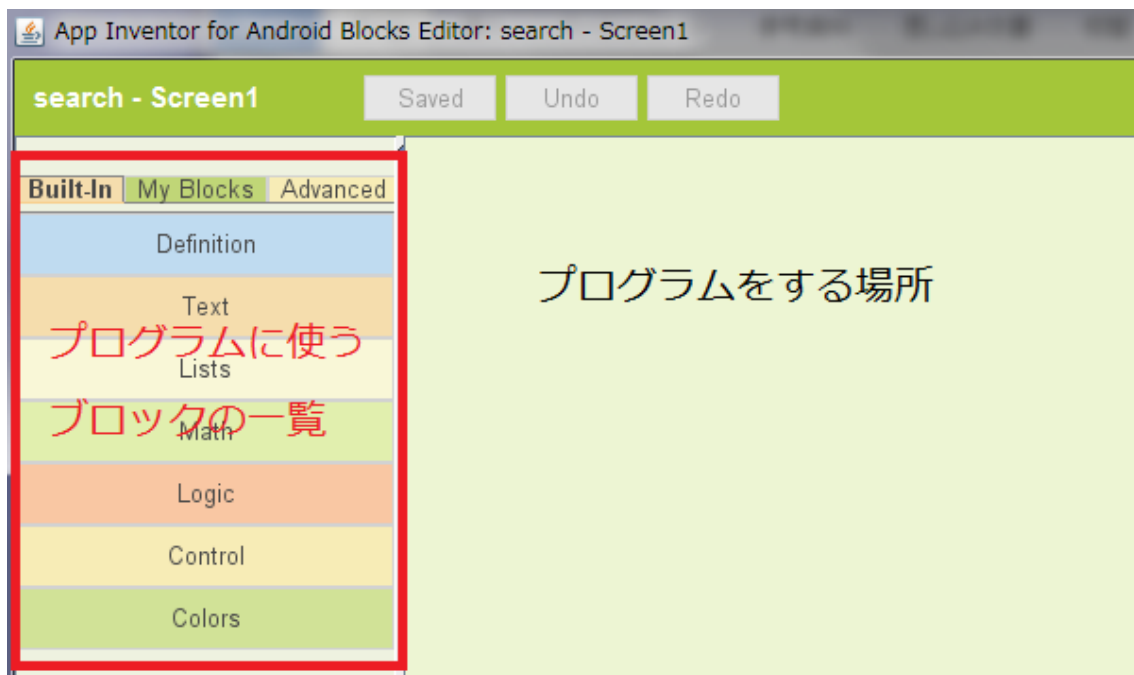 App Inventor for Android Blocks Editor: search - Screen1
search - Screen1 Saved Undo Redo
Built-In My Blocks Advanced
Definition
プログラムをする場所
Text
プログラムに使う
Lists
ブロックの一覧
Math
Logic
Control
Colors